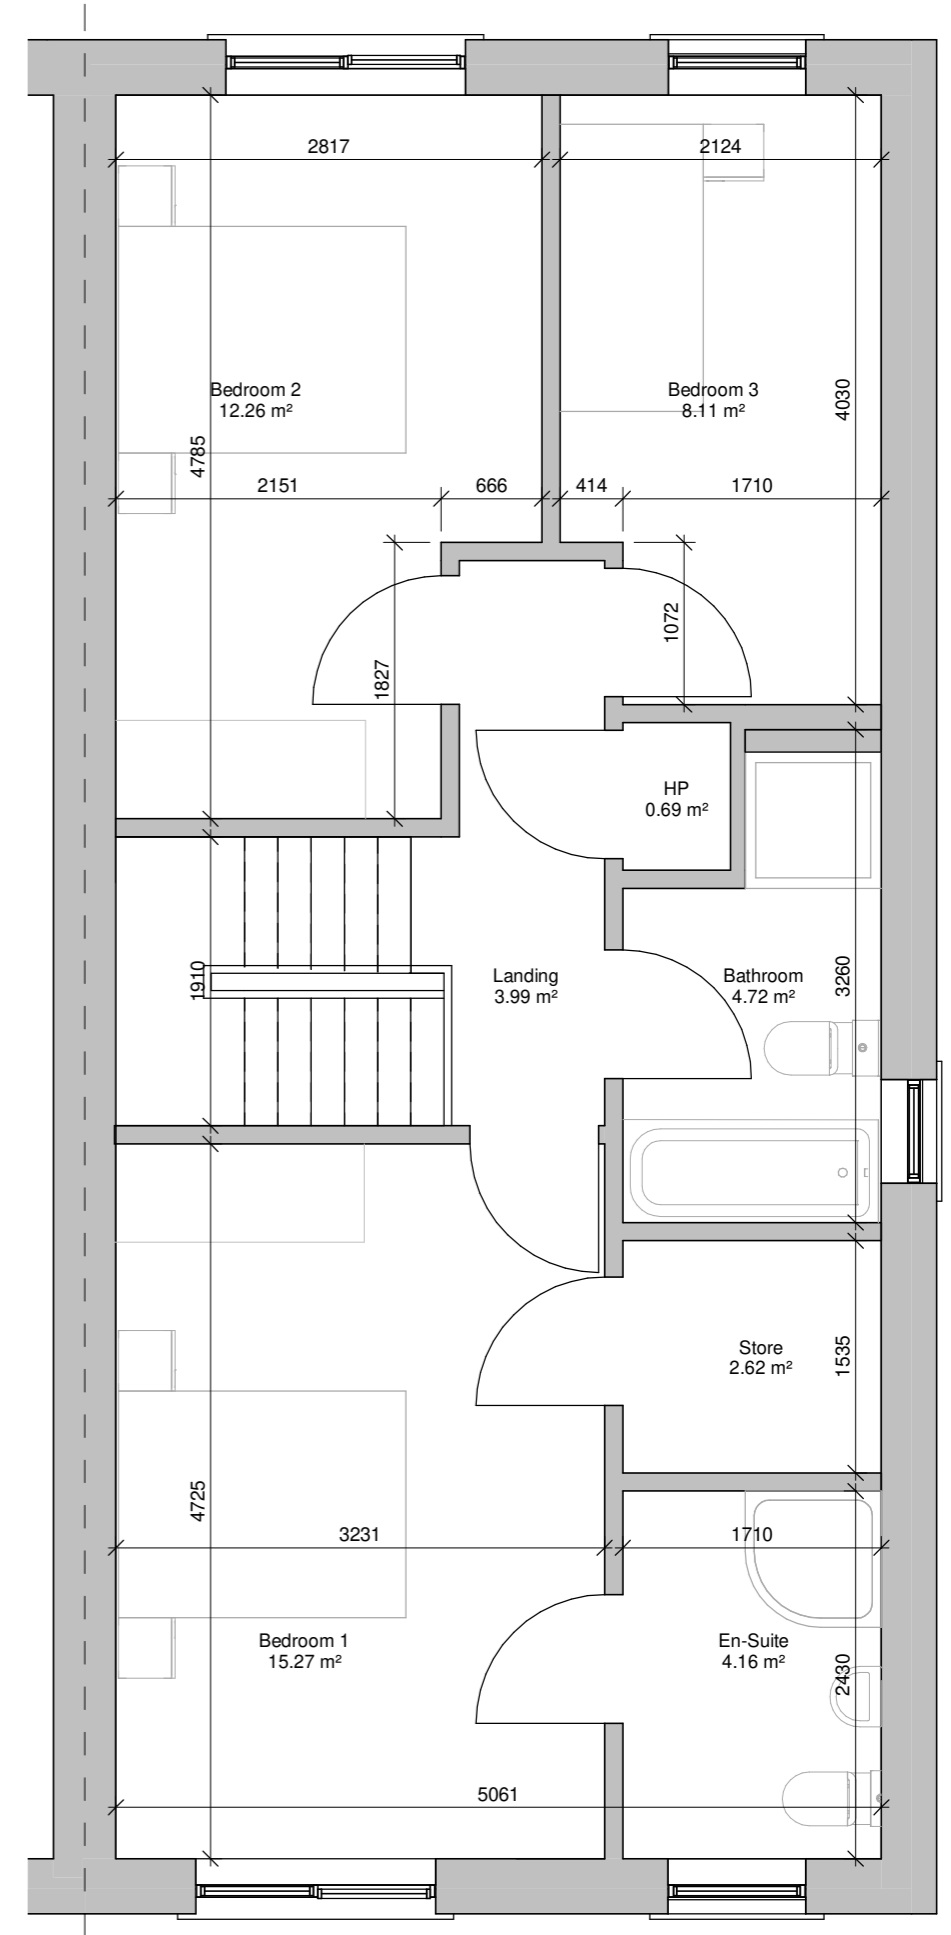 2817
2124
Bedroom 2
12.26 m²
Bedroom 3
8.11 m²
4030
4785
2151
666
414
1710
1072
1827
HP
0.69 m²
1910
Landing
3.99 m²
Bathroom
4.72 m²
3260
Store
2.62 m²
1535
4725
3231
1710
Bedroom 1
15.27 m²
En-Suite
4.16 m²
2430
5061